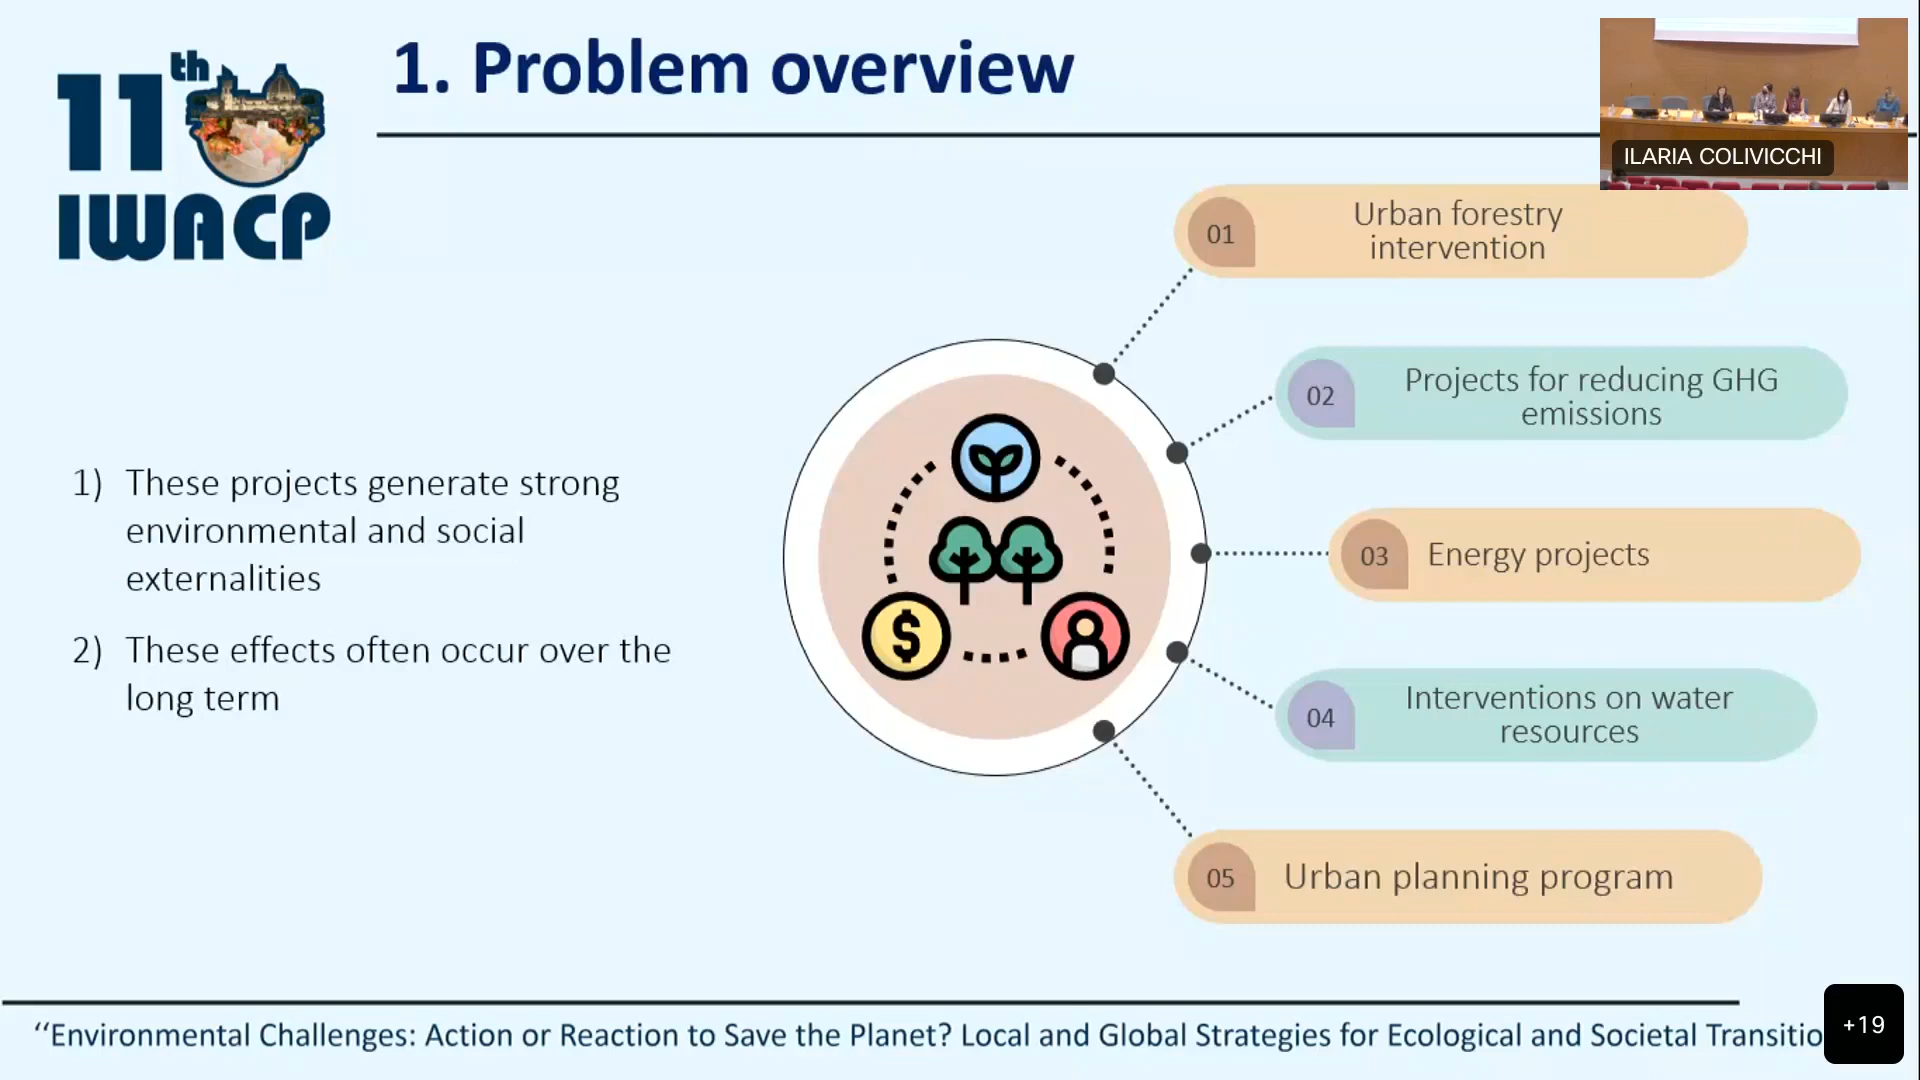 11th
IWACP
1. Problem overview
ILARIA COLIVICCHI
01
Urban forestry
intervention
02
Projects for reducing GHG
emissions
1) These projects generate strong
environmental and social
externalities
03
Energy projects
2) These effects often occur over the
long term
$
04
Interventions on water
resources
05
Urban planning program
‘‘Environmental Challenges: Action or Reaction to Save the Planet? Local and Global Strategies for Ecological and Societal Transitio
+19